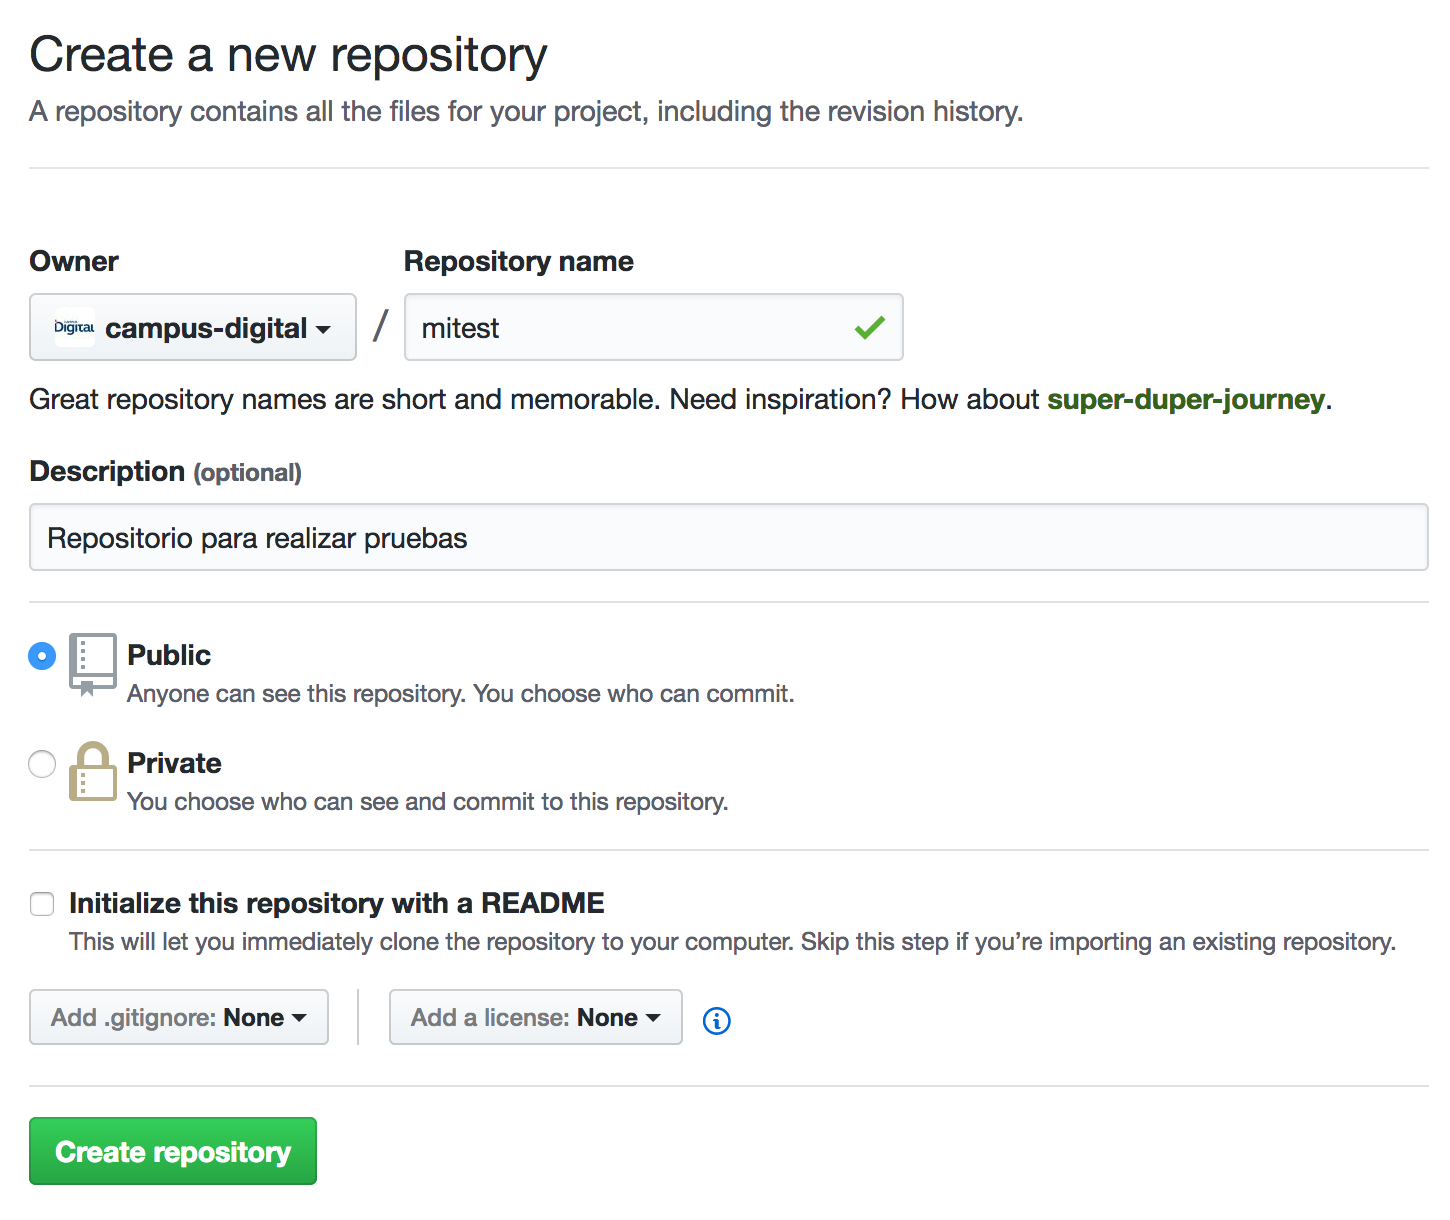 Create a new repository
A repository contains all the files for your project, including the revision history.
Owner
Repository name
Digital campus-digital / mitest
Great repository names are short and memorable. Need inspiration? How about super-duper-journey.
Description (optional)
Repositorio para realizar pruebas
Public
Anyone can see this repository. You choose who can commit.
Private
You choose who can see and commit to this repository.
Initialize this repository with a README
This will let you immediately clone the repository to your computer. Skip this step if you’re importing an existing repository.
Add .gitignore: None
Add a license: None
Create repository